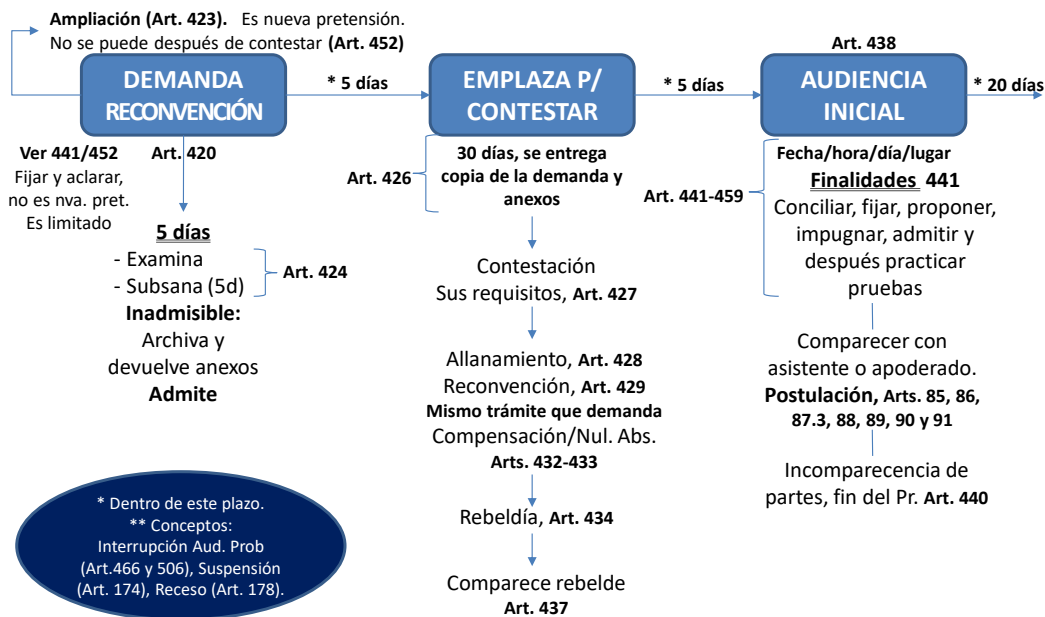 Ampliación (Art. 423). Es nueva pretensión.
No se puede después de contestar (Art. 452)
DEMANDA
RECONVENCIÓN
* 5 días
EMPLAZA P/
CONTESTAR
* 5 días
Art. 438
AUDIENCIA
INICIAL
* 20 días
Ver 441/452
Fijar y aclarar,
no es nva. pret.
Es limitado
Art. 420
5 días
- Examina
- Subsana (5d)
Art. 424
Inadmisible:
Archiva y
devuelve anexos
Admite
Art. 426
30 días, se entrega
copia de la demanda y
anexos
Contestación
Sus requisitos, Art. 427
Allanamiento, Art. 428
Reconvención, Art. 429
Mismo trámite que demanda
Compensación/Nul. Abs.
Arts. 432-433
Rebeldía, Art. 434
Comparece rebelde
Art. 437
Art. 441-459
Fecha/hora/día/lugar
Finalidades 441
Conciliar, fijar, proponer,
impugnar, admitir y
después practicar
pruebas
Comparecer con
asistente o apoderado.
Postulación, Arts. 85, 86,
87.3, 88, 89, 90 y 91
Incomparecencia de
partes, fin del Pr. Art. 440
* Dentro de este plazo.
** Conceptos:
Interrupción Aud. Prob
(Art.466 y 506), Suspensión
(Art. 174), Receso (Art. 178).